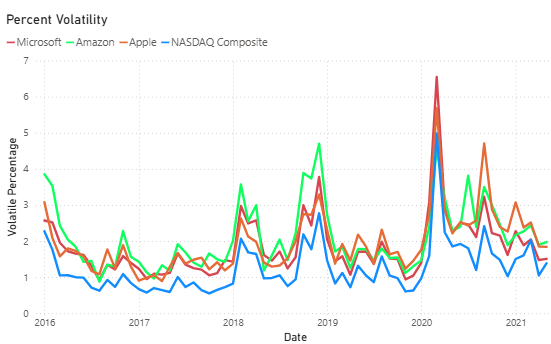 Percent Volatility
Microsoft Amazon Apple NASDAQ Composite
7
6
5
4
3
2
1
0
Volatile Percentage
2016 2017 2018 2019 2020 2021
Date